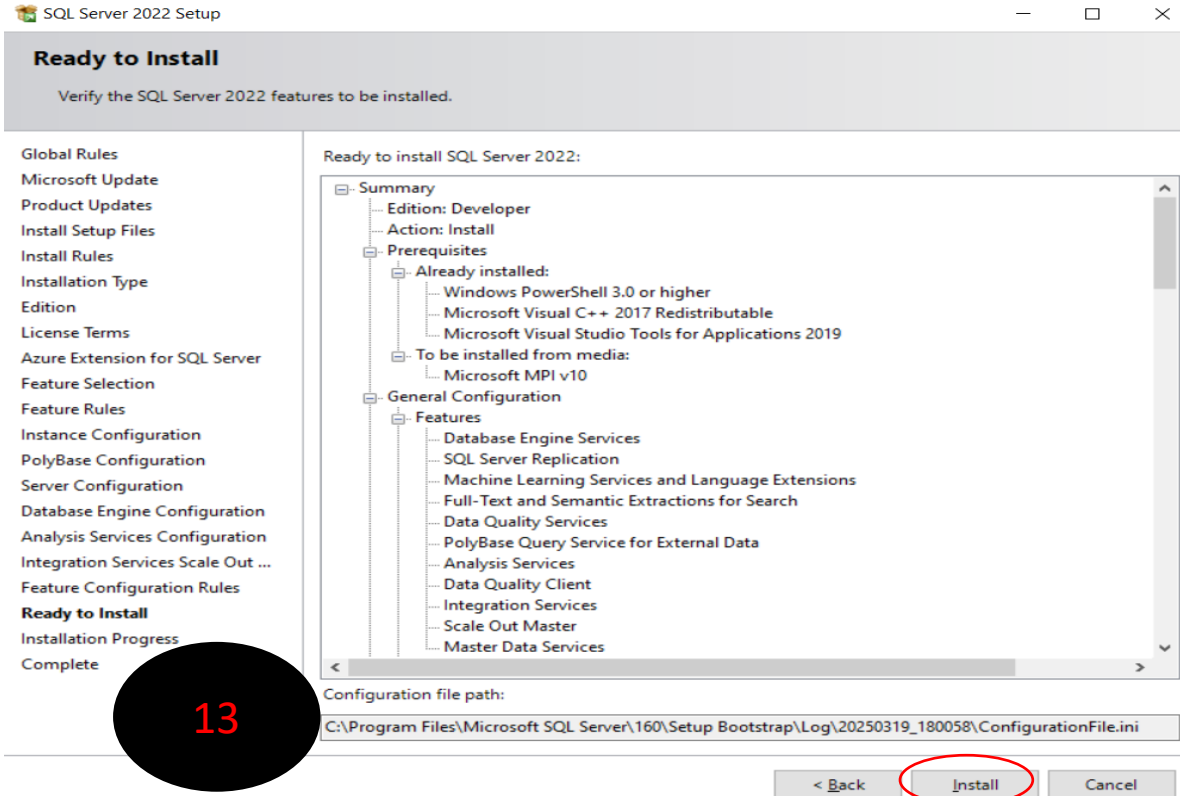 SQL Server 2022 Setup
Ready to Install
Verify the SQL Server 2022 features to be installed.
Global Rules
Microsoft Update
Product Updates
Install Setup Files
Install Rules
Installation Type
Edition
License Terms
Azure Extension for SQL Server
Feature Selection
Feature Rules
Instance Configuration
PolyBase Configuration
Server Configuration
Database Engine Configuration
Analysis Services Configuration
Integration Services Scale Out ...
Feature Configuration Rules
Ready to Install
Installation Progress
Complete
Ready to install SQL Server 2022:
Summary
Edition: Developer
Action: Install
Prerequisites
Already installed:
Windows PowerShell 3.0 or higher
Microsoft Visual C++ 2017 Redistributable
Microsoft Visual Studio Tools for Applications 2019
To be installed from media:
Microsoft MPI v10
General Configuration
Features
Database Engine Services
SQL Server Replication
Machine Learning Services and Language Extensions
Full-Text and Semantic Extractions for Search
Data Quality Services
PolyBase Query Service for External Data
Analysis Services
Data Quality Client
Integration Services
Scale Out Master
Master Data Services
Configuration file path:
C:\Program Files\Microsoft SQL Server\160\Setup Bootstrap\Log\20250319_180058\ConfigurationFile.ini
13
< Back Install Cancel